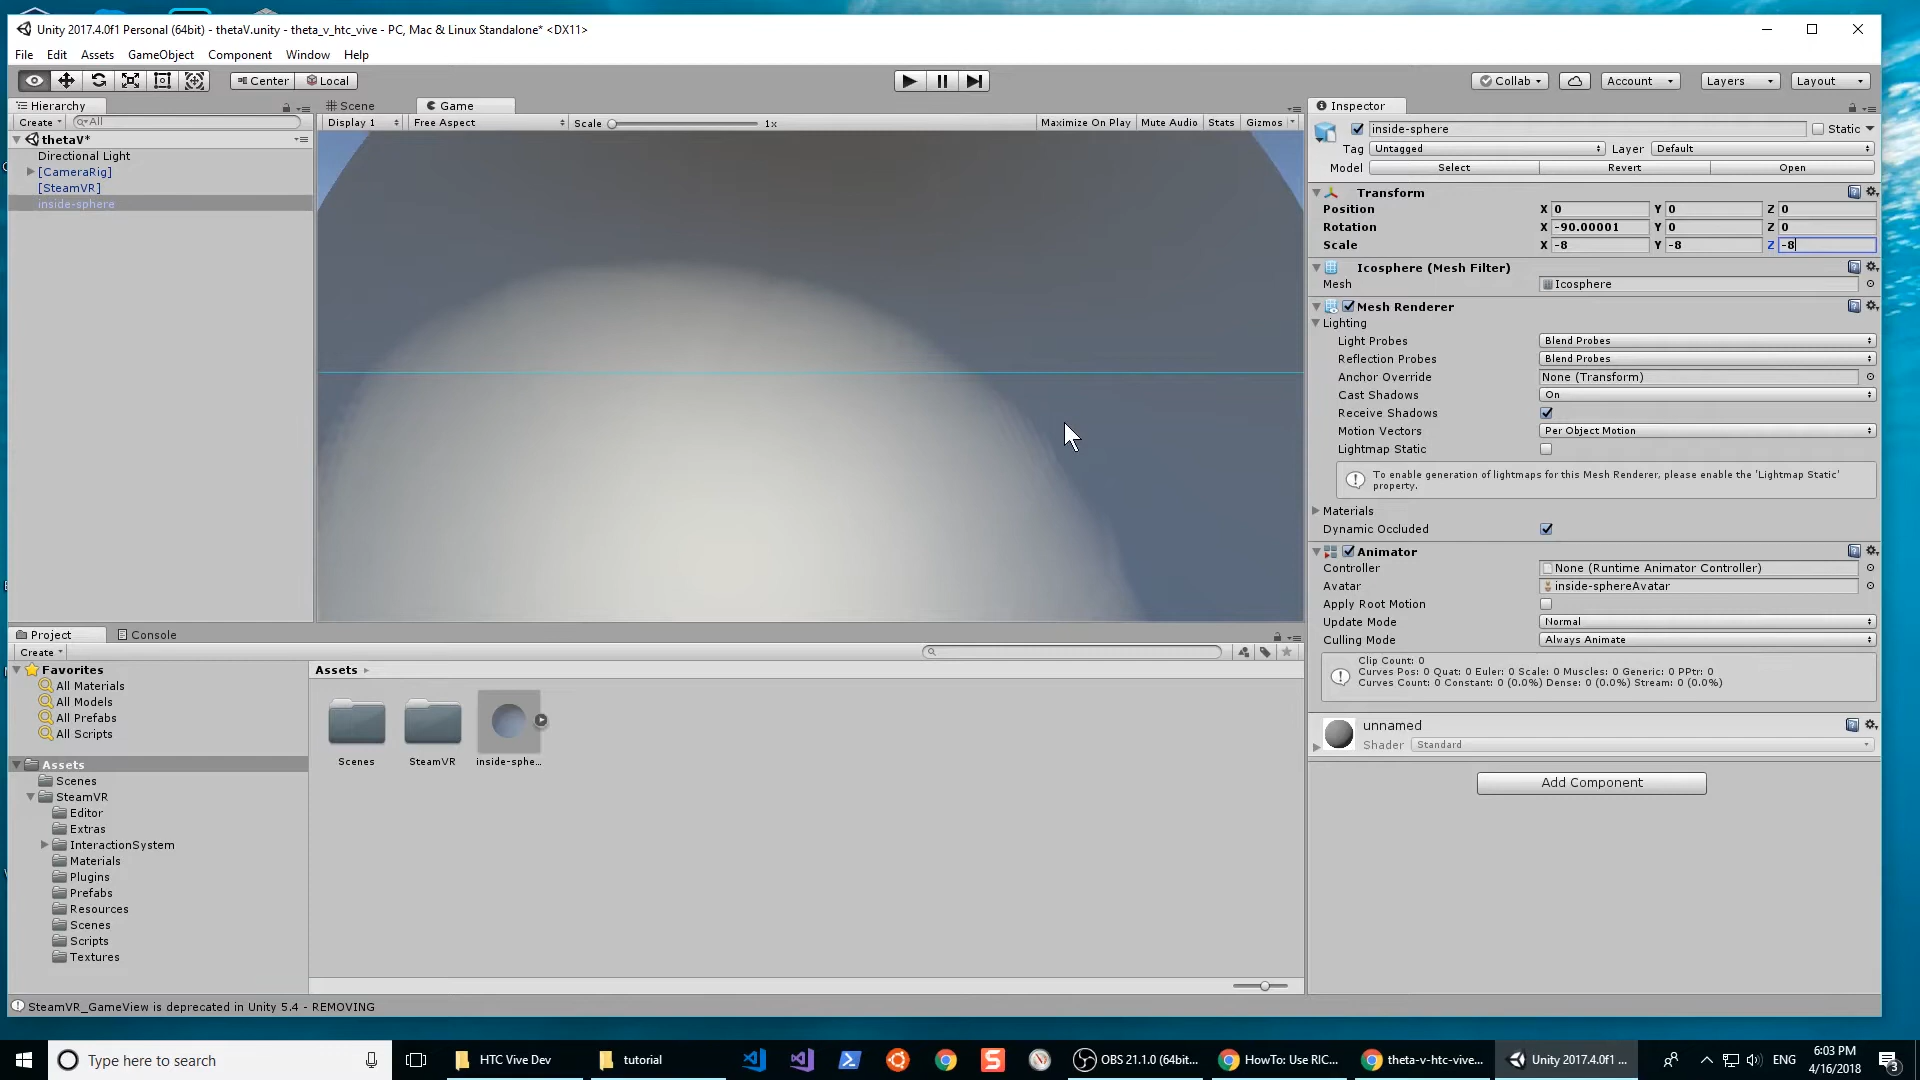 Unity 2017.4.0f1 Personal (64bit) - thetaV.unity - theta_v_htc_vive - PC, Mac & Linux Standalone* <DX11>
File Edit Assets GameObject Component Window Help
Center Local Collab Account Layers Layout
Hierarchy
Create All
thetaV*
Directional Light
[CameraRig]
[SteamVR]
inside-sphere
Scene Game
Display 1 Free Aspect Scale 1x Maximize On Play Mute Audio Stats Gizmos
Inspector
inside-sphere Static
Tag Untagged Layer Default
Model Select Revert Open
Transform
Position X 0 Y 0 Z 0
Rotation X -90.00001 Y 0 Z 0
Scale X -8 Y -8 Z -8
Icosphere (Mesh Filter)
Mesh Icosphere
Mesh Renderer
Lighting
Light Probes Blend Probes
Reflection Probes Blend Probes
Anchor Override None (Transform)
Cast Shadows On
Receive Shadows
Motion Vectors Per Object Motion
Lightmap Static
To enable generation of lightmaps for this Mesh Renderer, please enable the 'Lightmap Static'
property.
Materials
Dynamic Occluded
Animator
Controller None (Runtime Animator Controller)
Avatar inside-sphereAvatar
Apply Root Motion
Update Mode Normal
Culling Mode Always Animate
Clip Count: 0
Curves Pos: 0 Quat: 0 Euler: 0 Scale: 0 Muscles: 0 Generic: 0 PPtr: 0
Curves Count: 0 Constant: 0 (0.0%) Dense: 0 (0.0%) Stream: 0 (0.0%)
unnamed
Shader Standard
Add Component
Project Console
Create
Favorites
All Materials
All Models
All Prefabs
All Scripts
Assets
Scenes
SteamVR
Editor
Extras
InteractionSystem
Materials
Plugins
Prefabs
Resources
Scenes
Scripts
Textures
Assets
Scenes SteamVR inside-sphe...
SteamVR_GameView is deprecated in Unity 5.4 - REMOVING
Type here to search
HTC Vive Dev tutorial OBS 21.1.0 (64bit... HowTo: Use RIC... theta-v-htc-vive... Unity 2017.4.0f1 ...
ENG
6:03 PM
4/16/2018
3